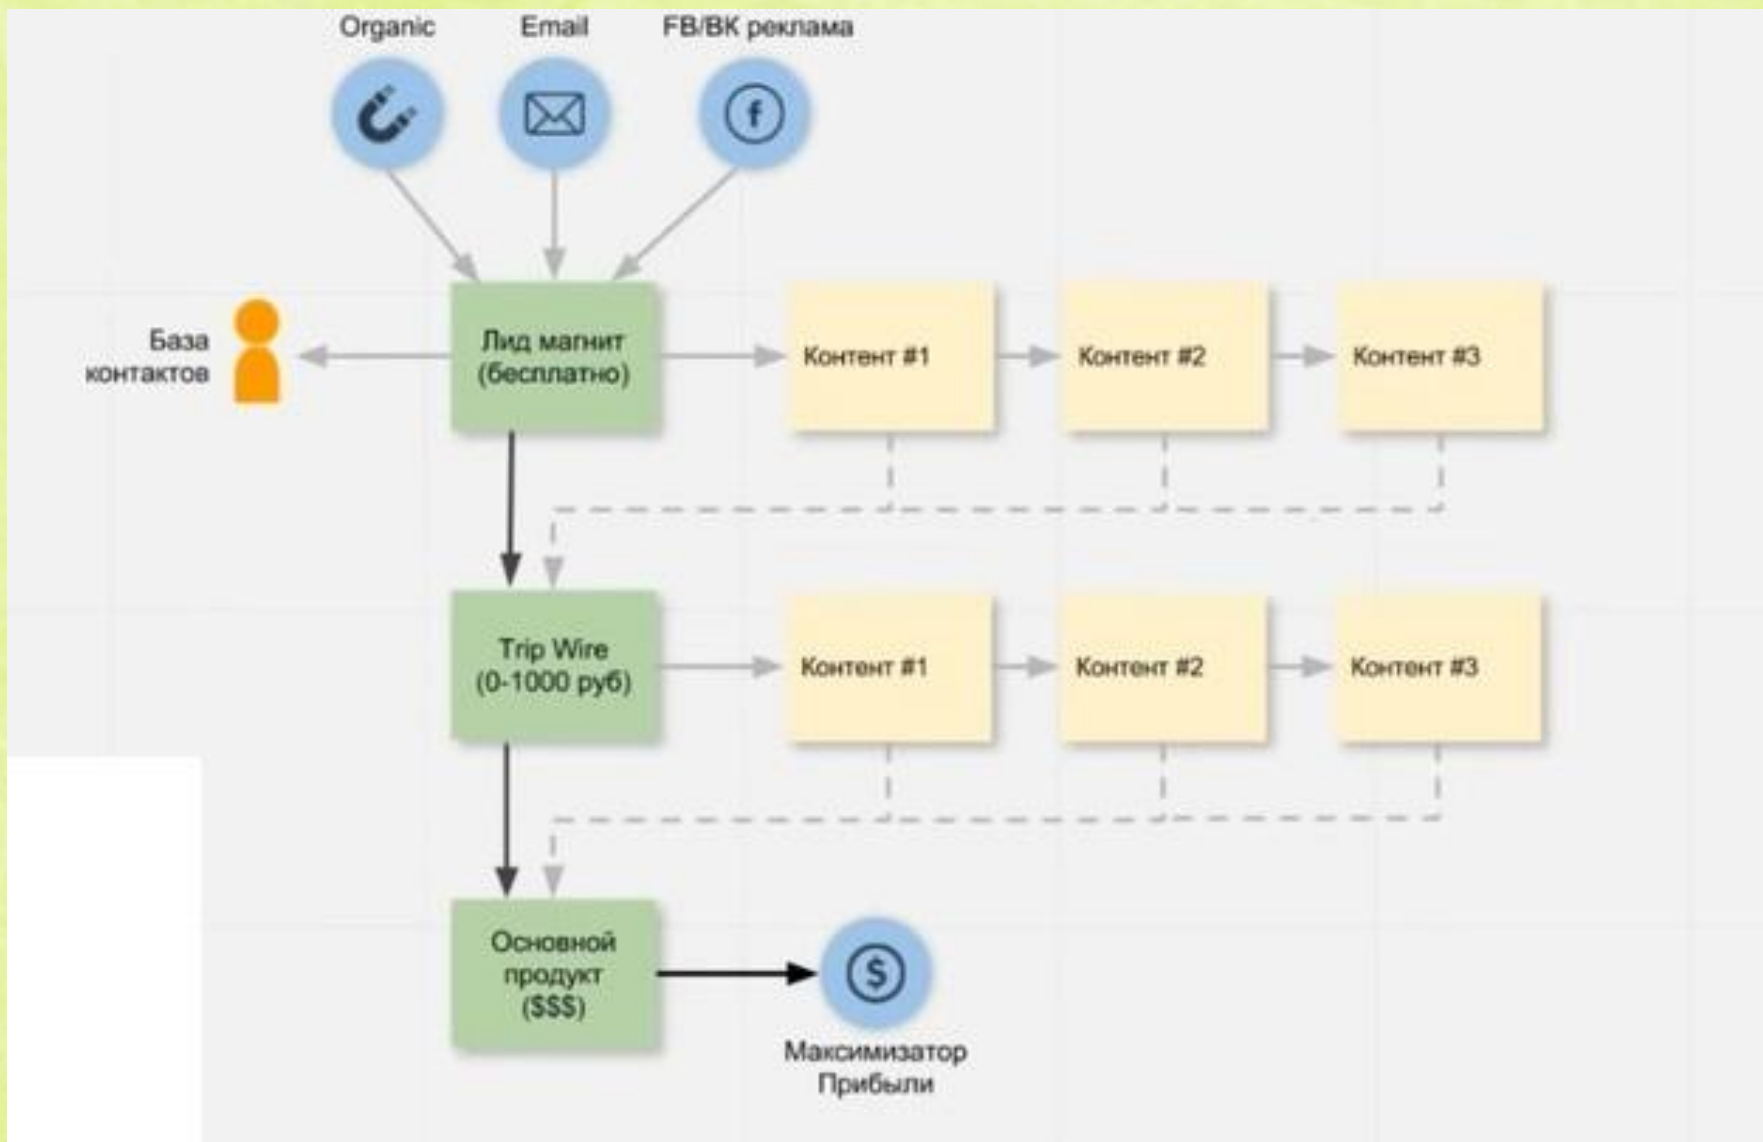 Organic
Email
FB/ВК реклама
f
База
контактов
Лид магнит
(бесплатно)
Контент #1
Контент #2
Контент #3
Trip Wire
(0-1000 руб)
Контент #1
Контент #2
Контент #3
Основной
продукт
($$$)
$
Максимизатор
Прибыли